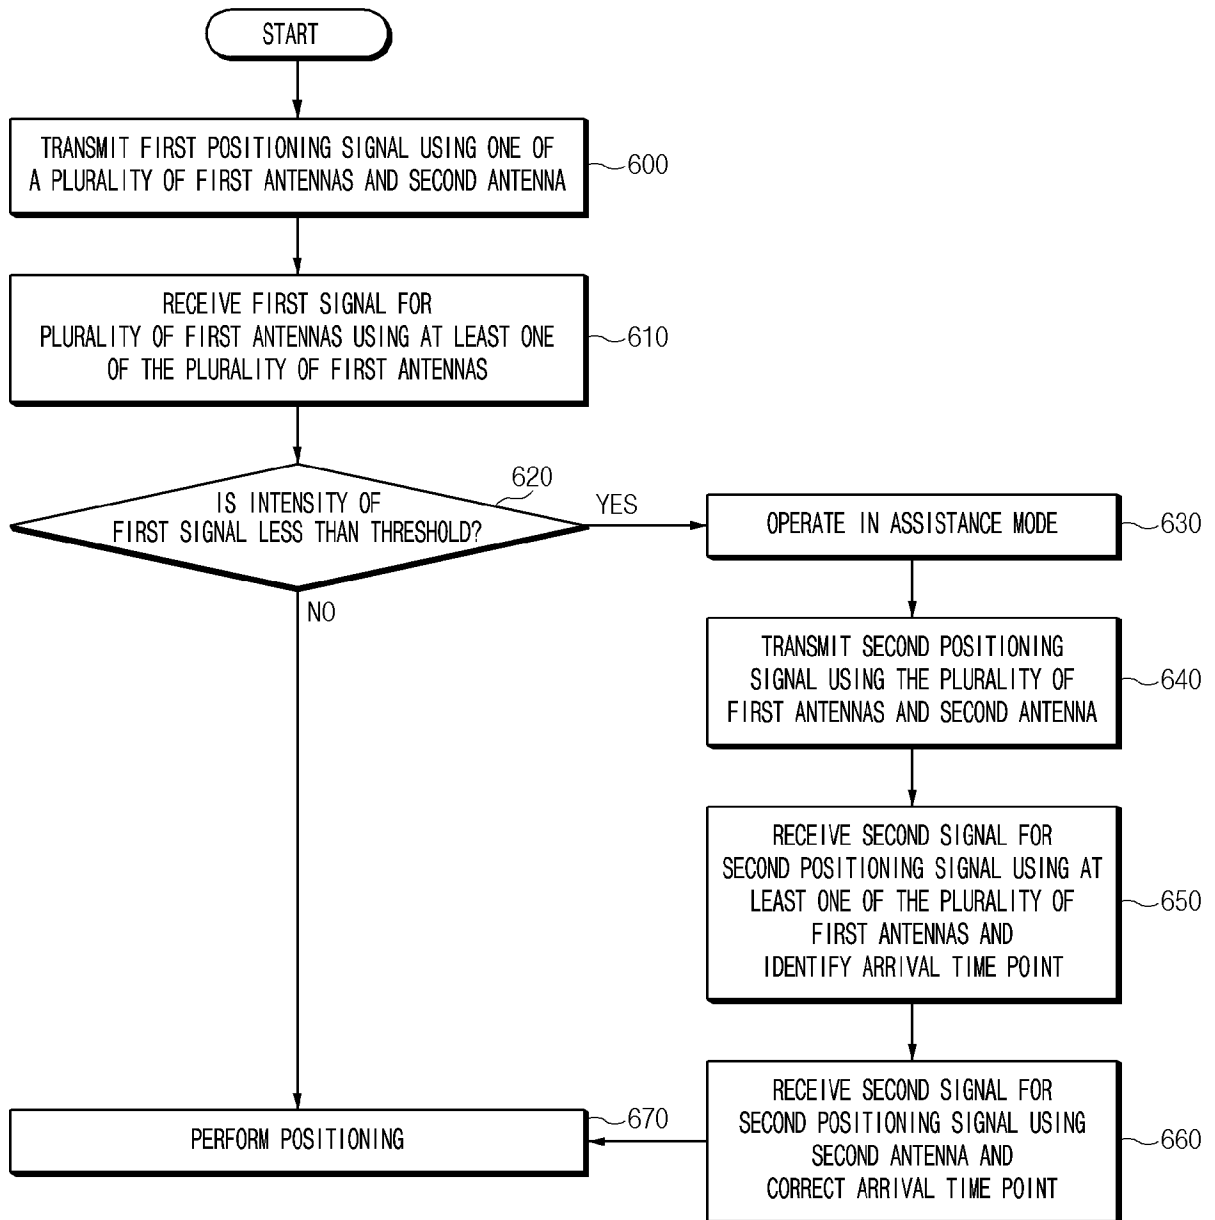 START
TRANSMIT FIRST POSITIONING SIGNAL USING ONE OF
A PLURALITY OF FIRST ANTENNAS AND SECOND ANTENNA
600
RECEIVE FIRST SIGNAL FOR
PLURALITY OF FIRST ANTENNAS USING AT LEAST ONE
OF THE PLURALITY OF FIRST ANTENNAS
610
IS INTENSITY OF
FIRST SIGNAL LESS THAN THRESHOLD?
620
YES
NO
OPERATE IN ASSISTANCE MODE
630
TRANSMIT SECOND POSITIONING
SIGNAL USING THE PLURALITY OF
FIRST ANTENNAS AND SECOND ANTENNA
640
RECEIVE SECOND SIGNAL FOR
SECOND POSITIONING SIGNAL USING AT
LEAST ONE OF THE PLURALITY OF
FIRST ANTENNAS AND
IDENTIFY ARRIVAL TIME POINT
650
RECEIVE SECOND SIGNAL FOR
SECOND POSITIONING SIGNAL USING
SECOND ANTENNA AND
CORRECT ARRIVAL TIME POINT
660
PERFORM POSITIONING
670